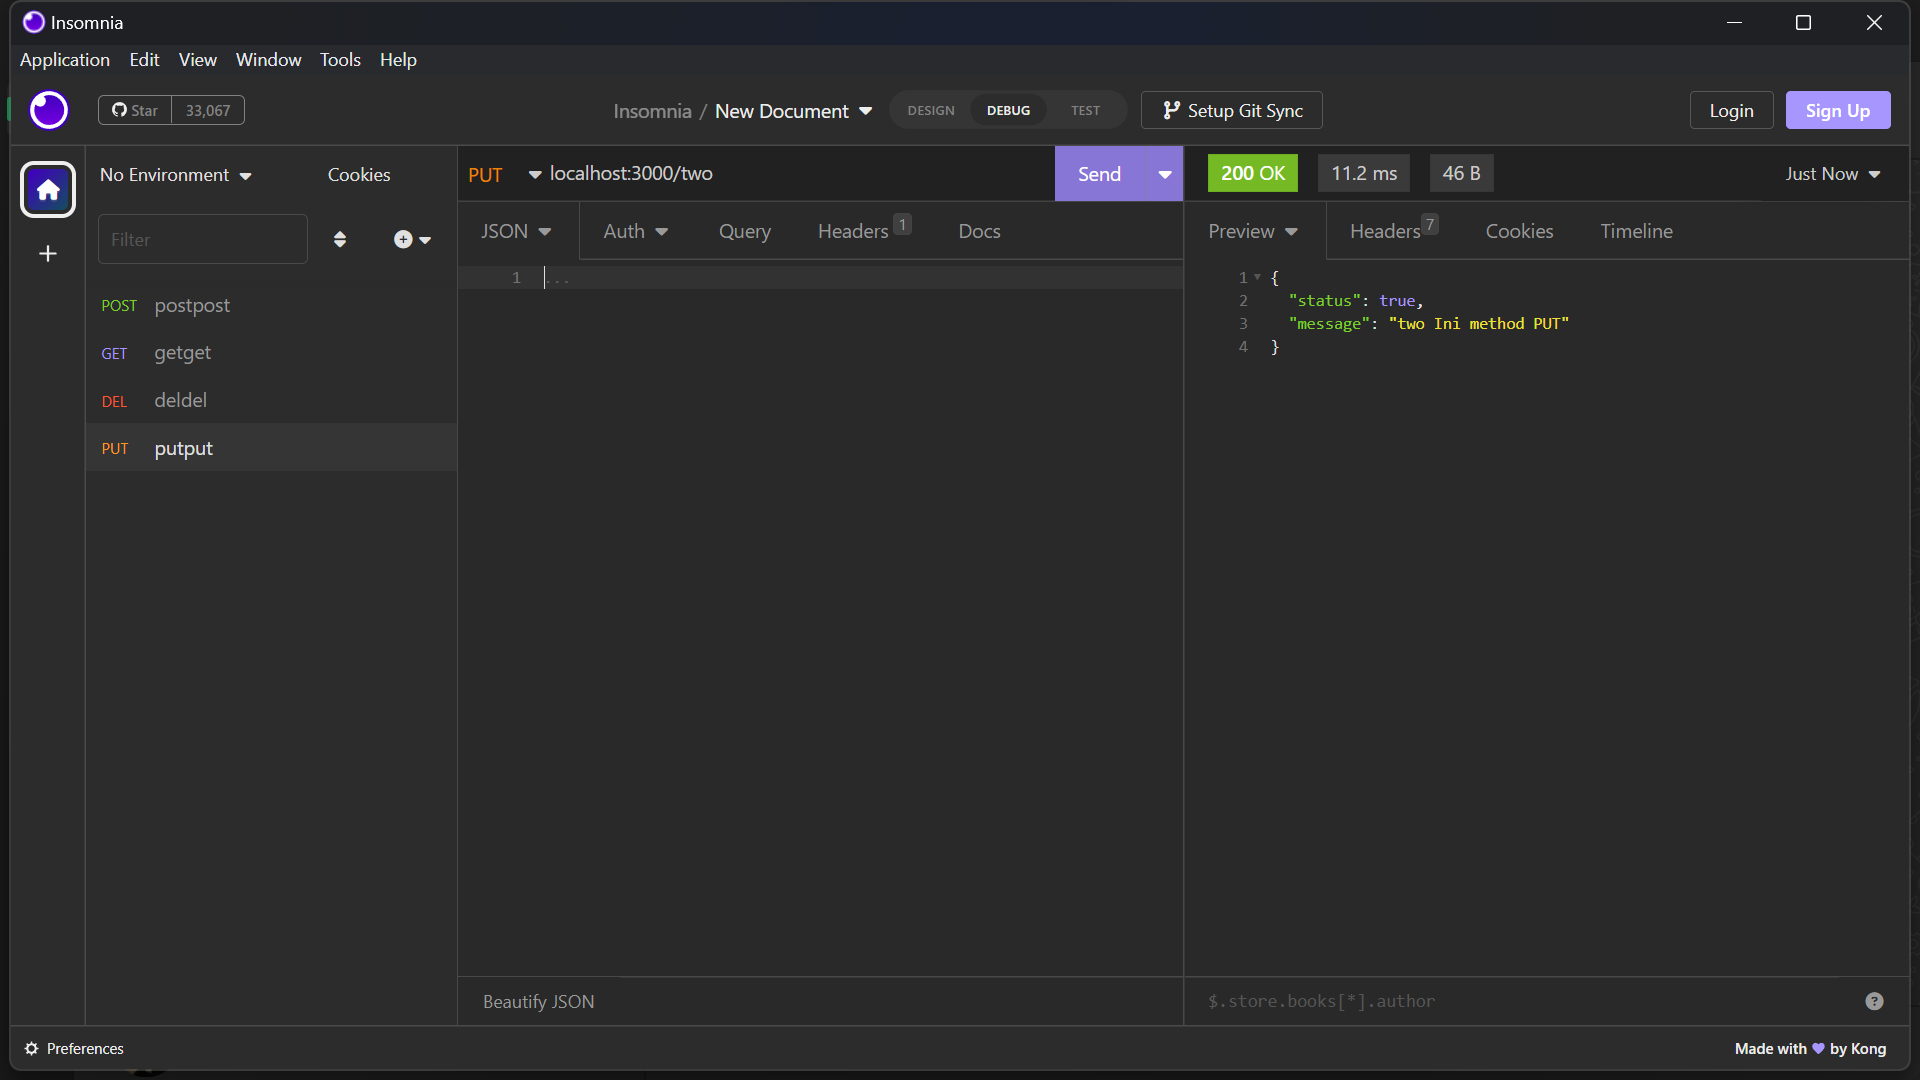 Insomnia
Application Edit View Window Tools Help
Star 33,067
Insomnia / New Document
DESIGN DEBUG TEST
Setup Git Sync
Login
Sign Up
No Environment
Cookies
Filter
POST postpost
GET getget
DEL deldel
PUT putput
PUT localhost:3000/two
Send
JSON Auth Query Headers 1 Docs
1 ...
Beautify JSON
200 OK 11.2 ms 46 B
Just Now
Preview Headers 7 Cookies Timeline
1 {
2 "status": true,
3 "message": "two Ini method PUT"
4 }
$.store.books[*].author
?
Preferences
Made with 💜 by Kong